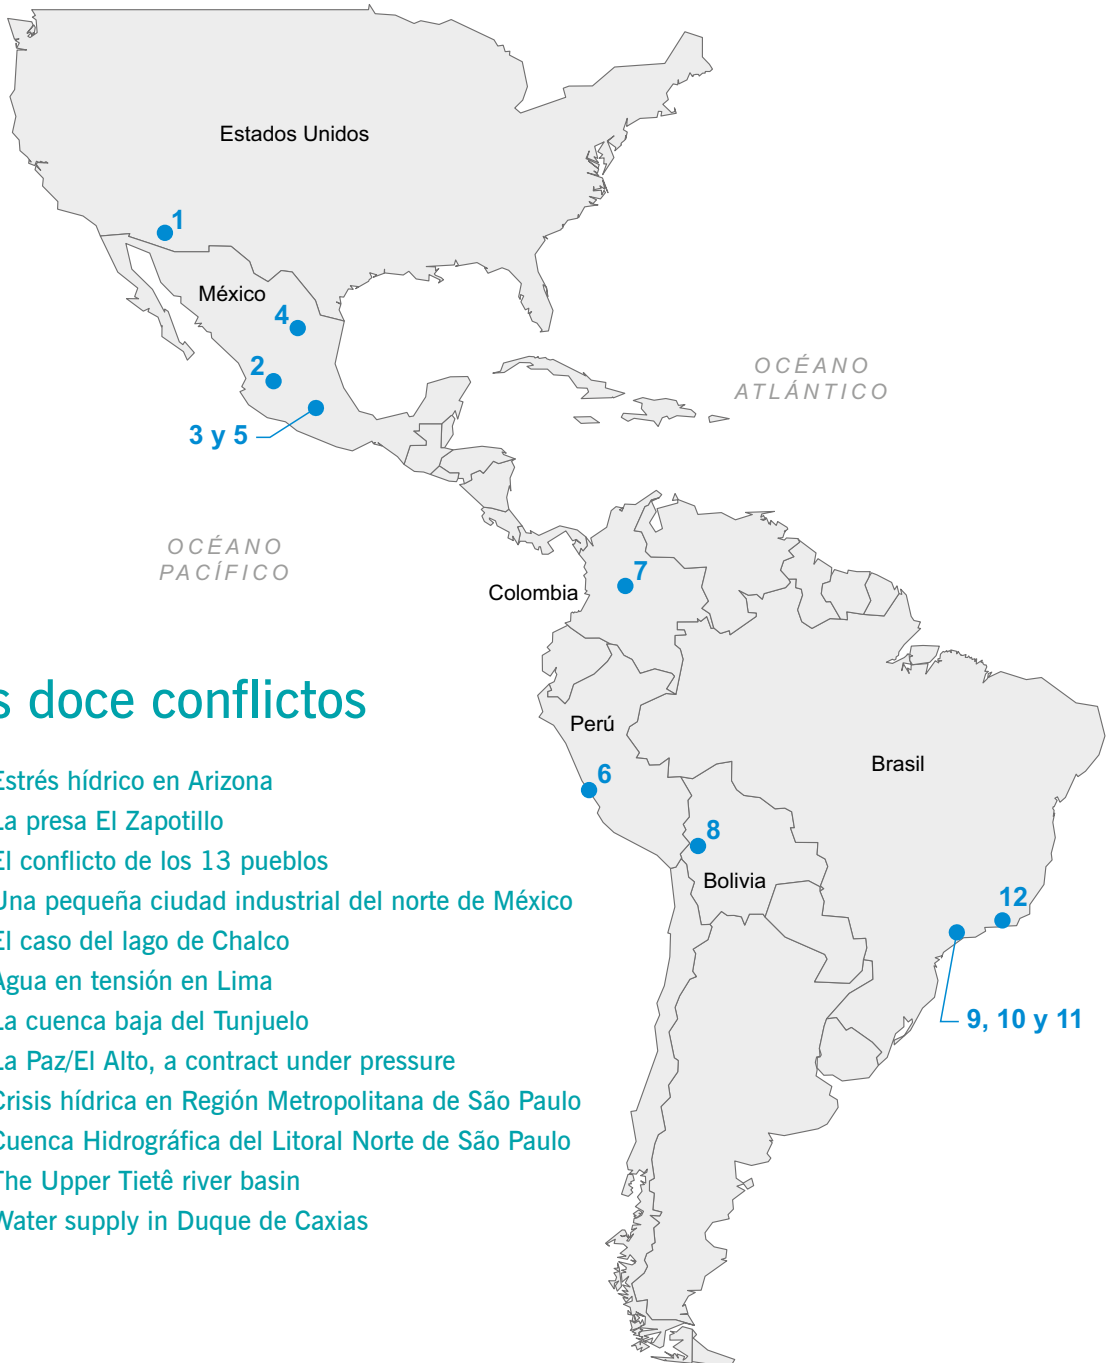 Estados Unidos
1
México
4
2
3 y 5
OCÉANO
ATLÁNTICO
OCÉANO
PACÍFICO
7
Colombia
Perú
6
Brasil
8
Bolivia
12
9, 10 y 11
s doce conflictos
Estrés hídrico en Arizona
La presa El Zapotillo
El conflicto de los 13 pueblos
Una pequeña ciudad industrial del norte de México
El caso del lago de Chalco
Agua en tensión en Lima
La cuenca baja del Tunjuelo
La Paz/El Alto, a contract under pressure
Crisis hídrica en Región Metropolitana de São Paulo
Cuenca Hidrográfica del Litoral Norte de São Paulo
The Upper Tietê river basin
Water supply in Duque de Caxias